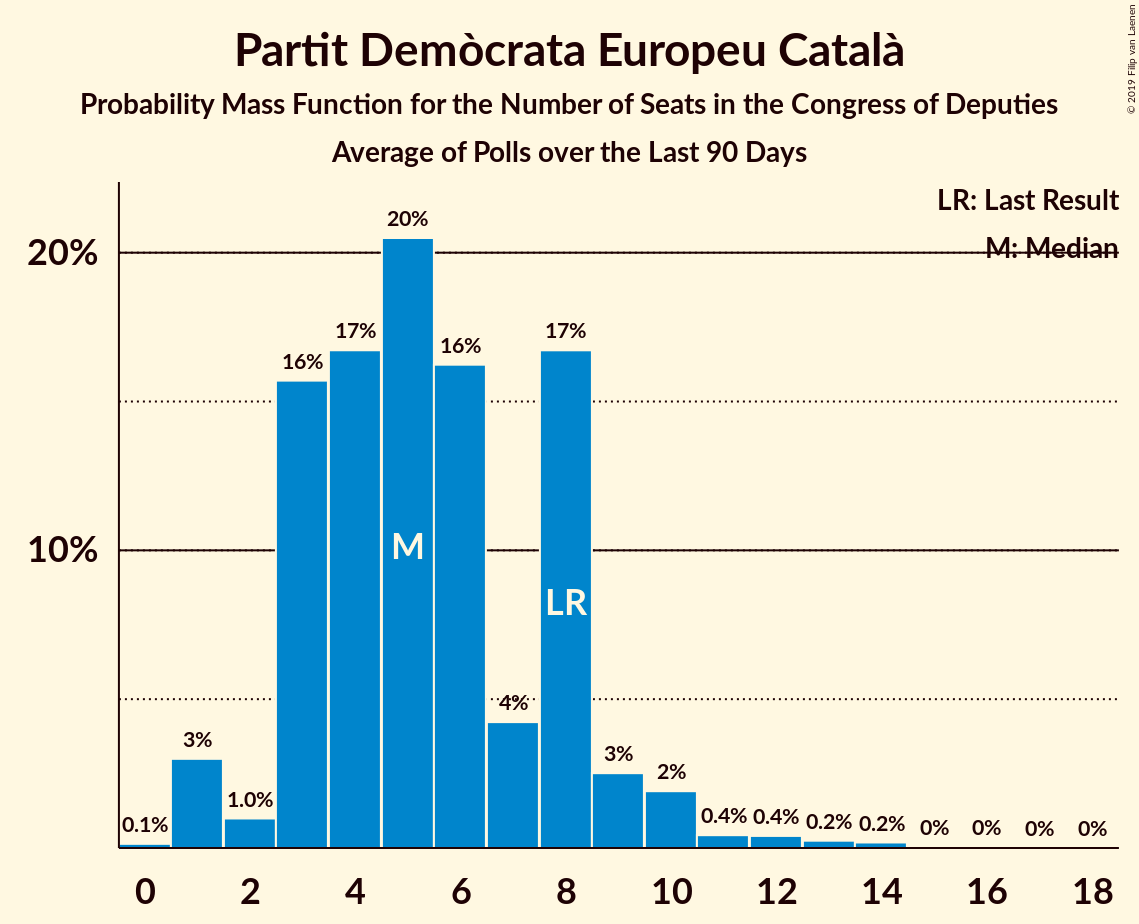 Partit Demòcrata Europeu Català
Probability Mass Function for the Number of Seats in the Congress of Deputies
Average of Polls over the Last 90 Days
© 2019 Filip van Laenen
LR: Last Result
M: Median
20%
10%
0.1%
3%
1.0%
16%
17%
20%
16%
4%
17%
3%
2%
0.4%
0.4%
0.2%
0.2%
0%
0%
0%
0%
M
LR
0 2 4 6 8 10 12 14 16 18